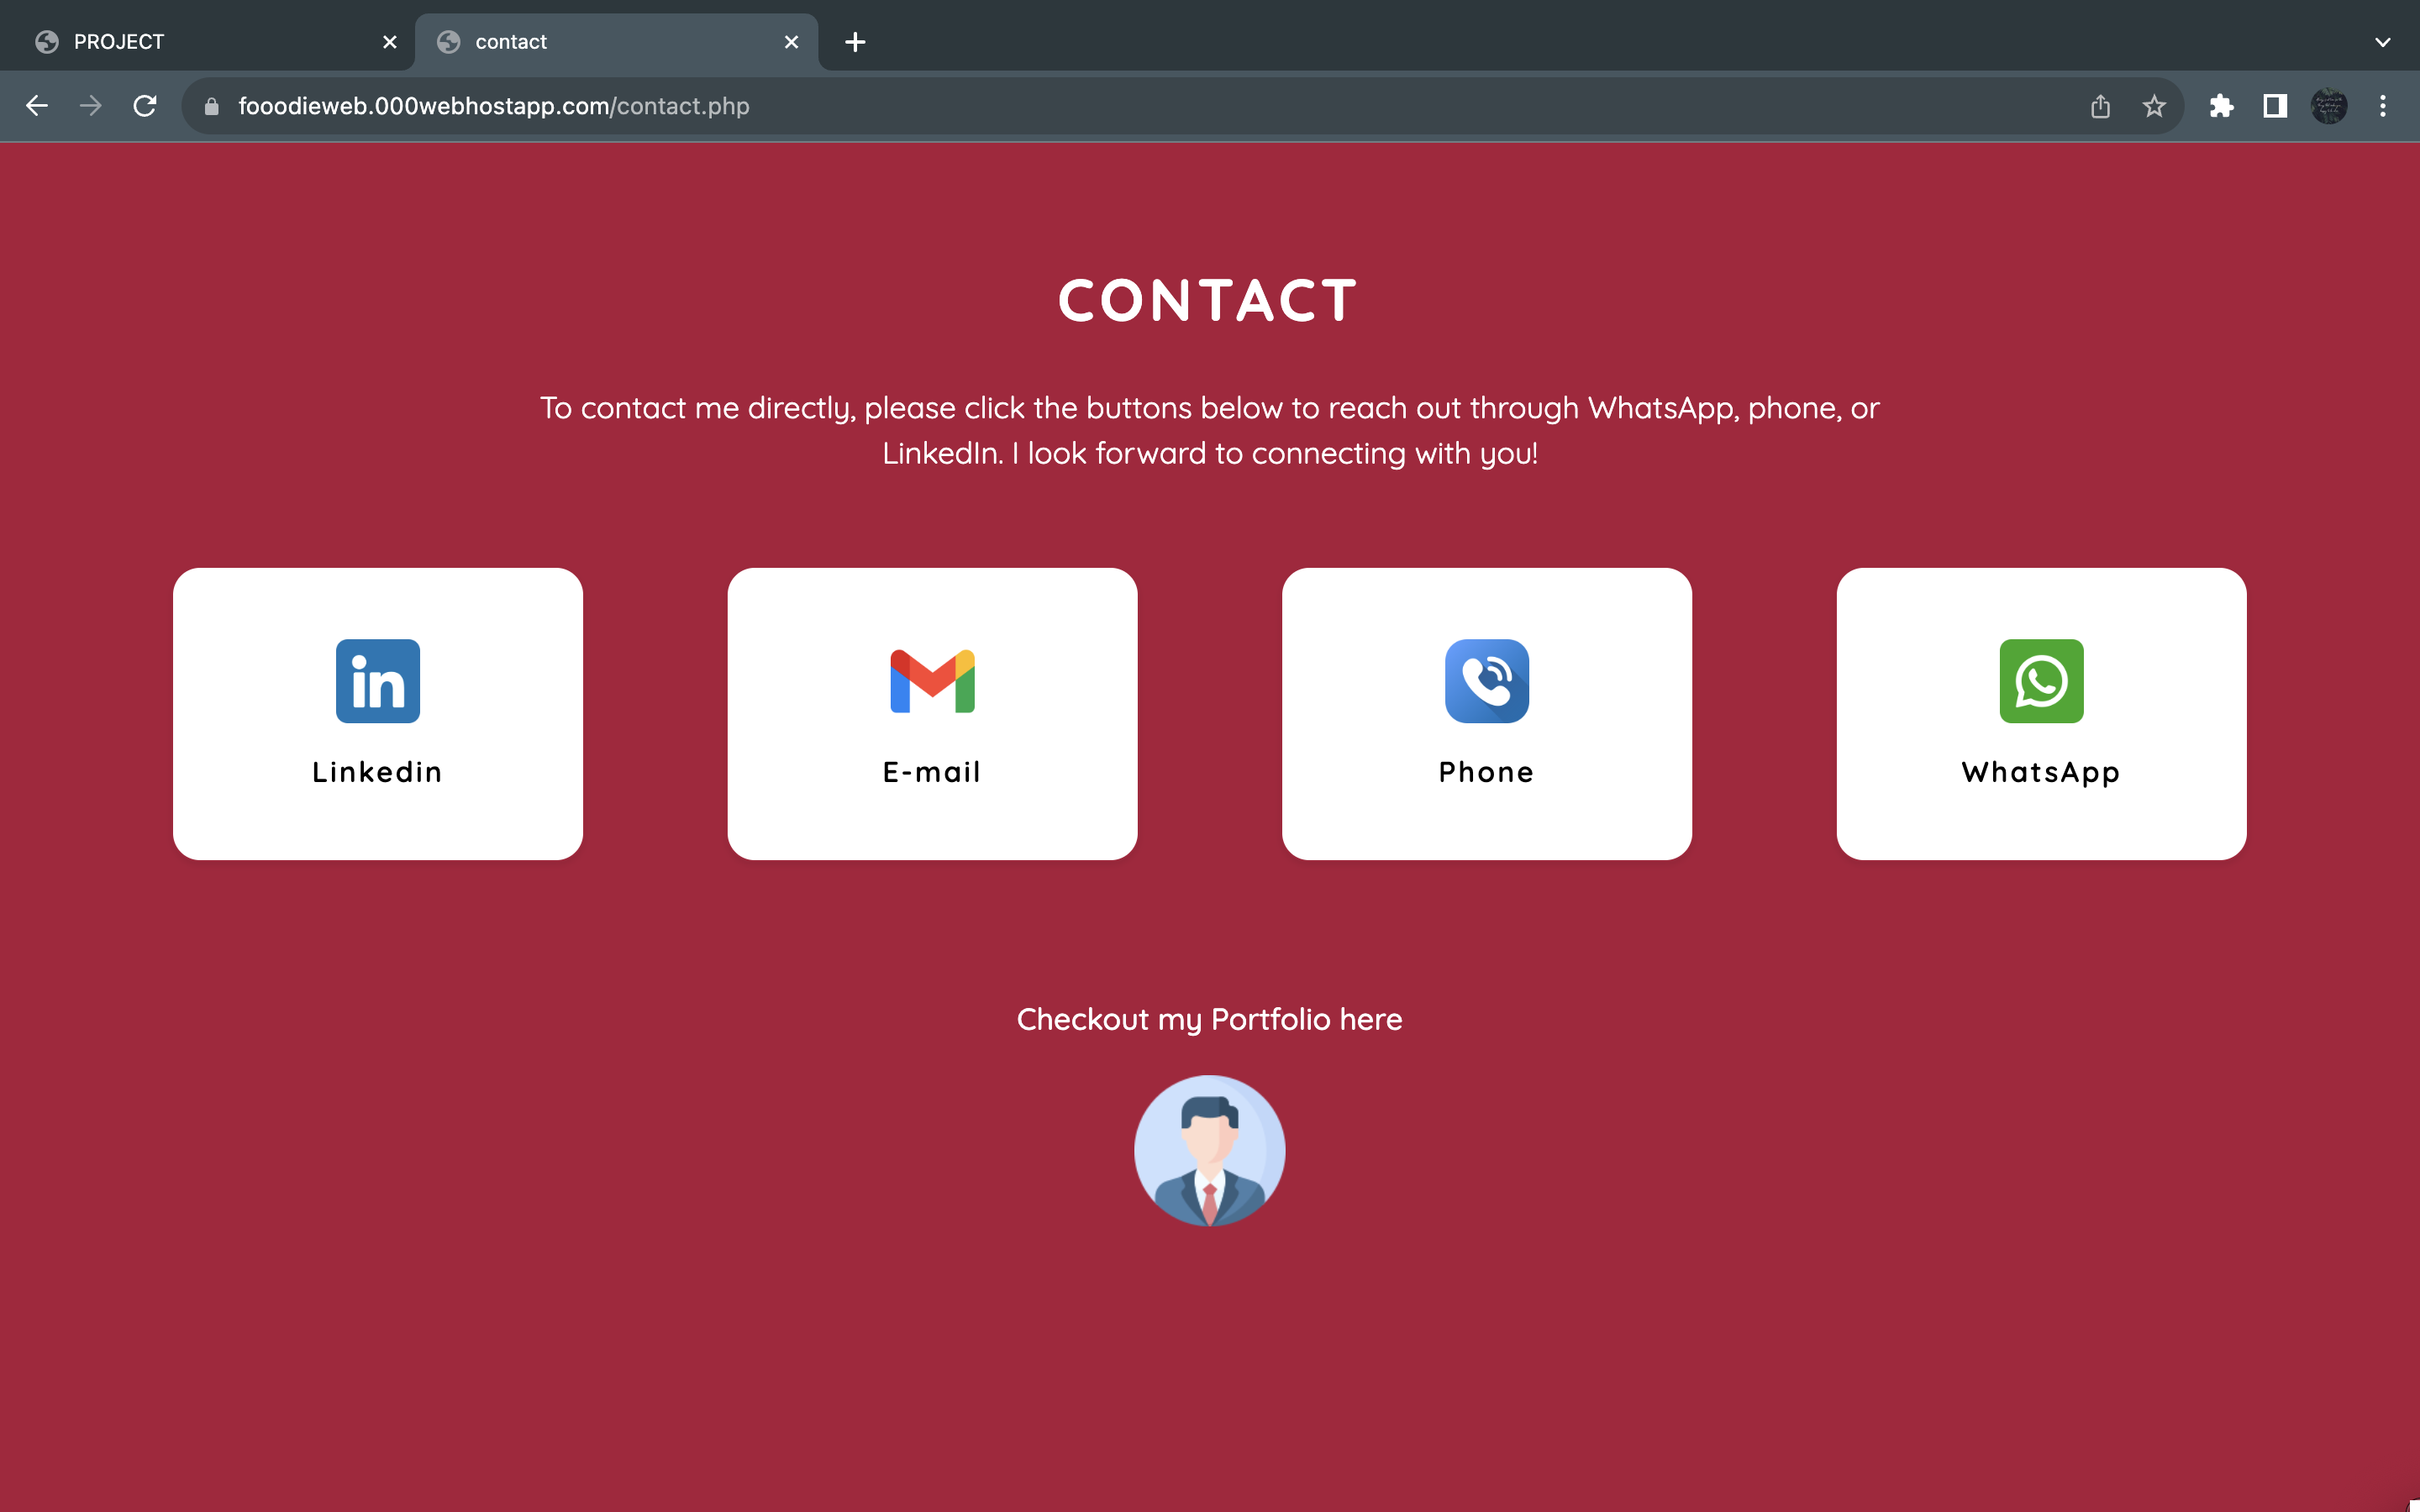 PROJECT
contact
fooodieweb.000webhostapp.com/contact.php
CONTACT
To contact me directly, please click the buttons below to reach out through WhatsApp, phone, or
LinkedIn. I look forward to connecting with you!
in
Linkedin
E-mail
Phone
WhatsApp
Checkout my Portfolio here